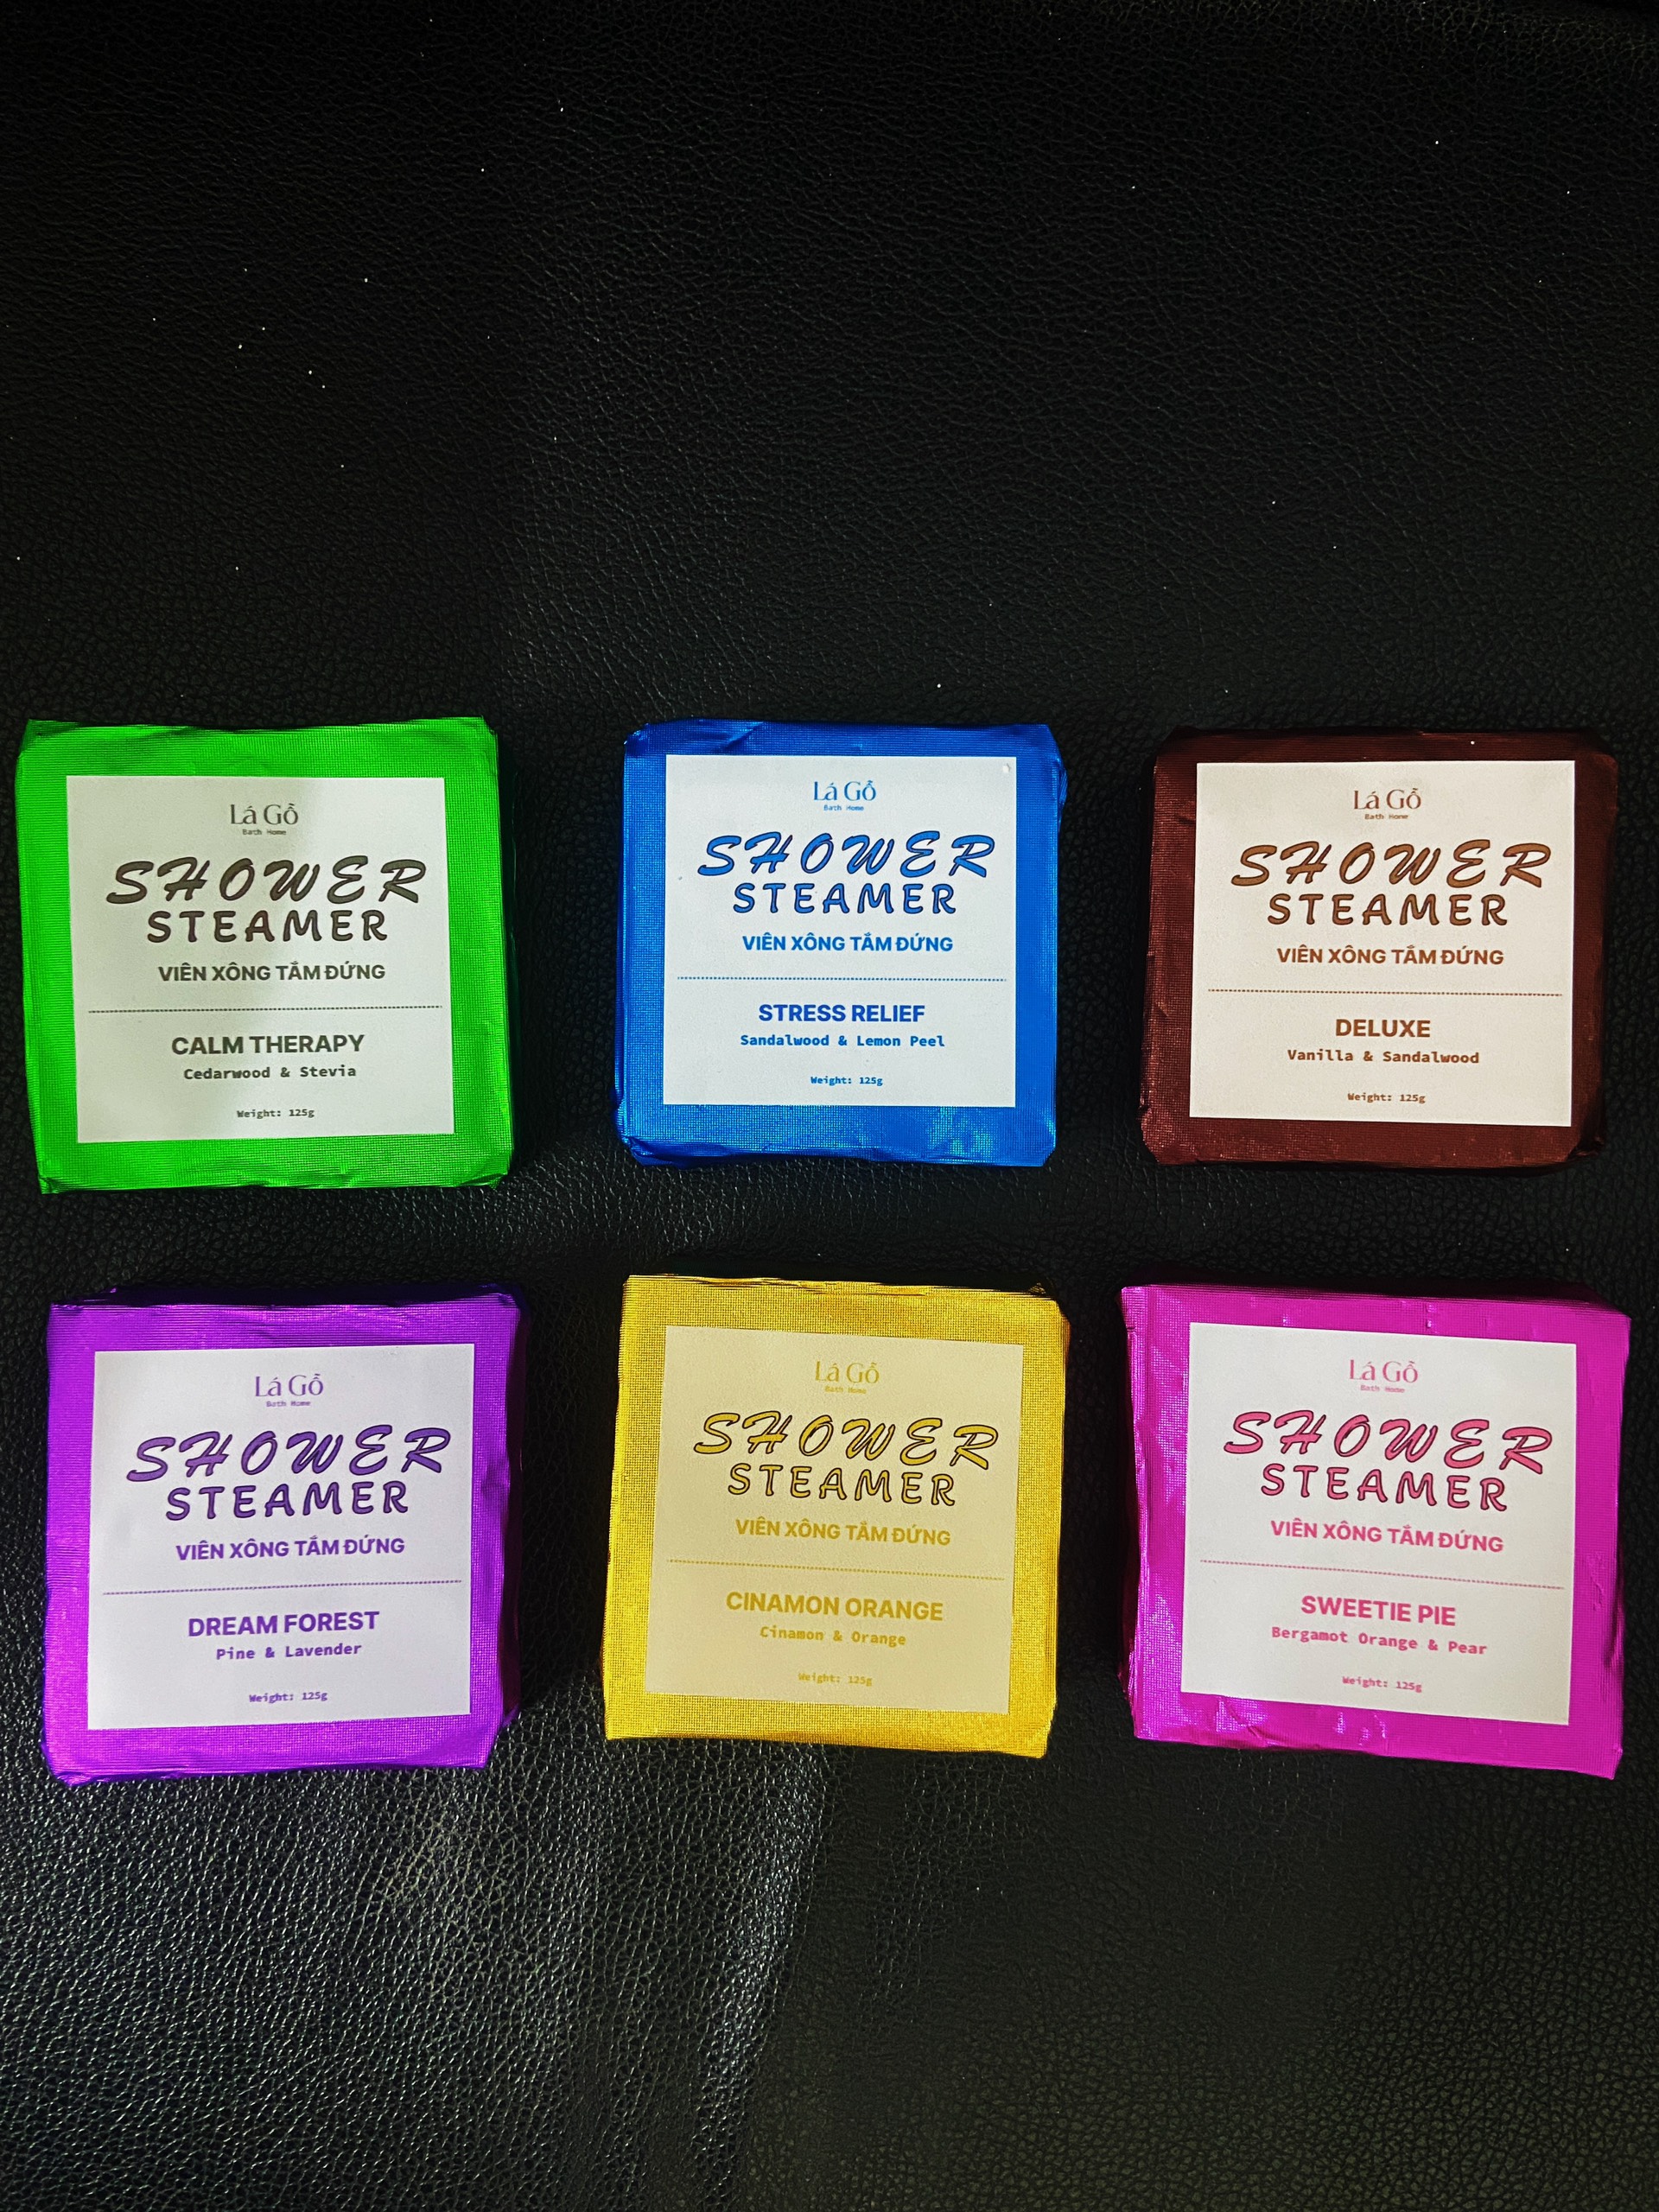 Lá Gỗ
Bath Home
SHOWER
STEAMER
VIÊN XÔNG TẮM ĐỨNG
CALM THERAPY
Cedarwood & Stevia
Weight: 125g
Lá Gỗ
Bath Home
SHOWER
STEAMER
VIÊN XÔNG TẮM ĐỨNG
STRESS RELIEF
Sandalwood & Lemon Peel
Weight: 125g
Lá Gỗ
Bath Home
SHOWER
STEAMER
VIÊN XÔNG TẮM ĐỨNG
DELUXE
Vanilla & Sandalwood
Weight: 125g
Lá Gỗ
Bath Home
SHOWER
STEAMER
VIÊN XÔNG TẮM ĐỨNG
DREAM FOREST
Pine & Lavender
Weight: 125g
Lá Gỗ
Bath Home
SHOWER
STEAMER
VIÊN XÔNG TẮM ĐỨNG
CINAMON ORANGE
Cinamon & Orange
Weight: 125g
Lá Gỗ
Bath Home
SHOWER
STEAMER
VIÊN XÔNG TẮM ĐỨNG
SWEETIE PIE
Bergamot Orange & Pear
Weight: 125g